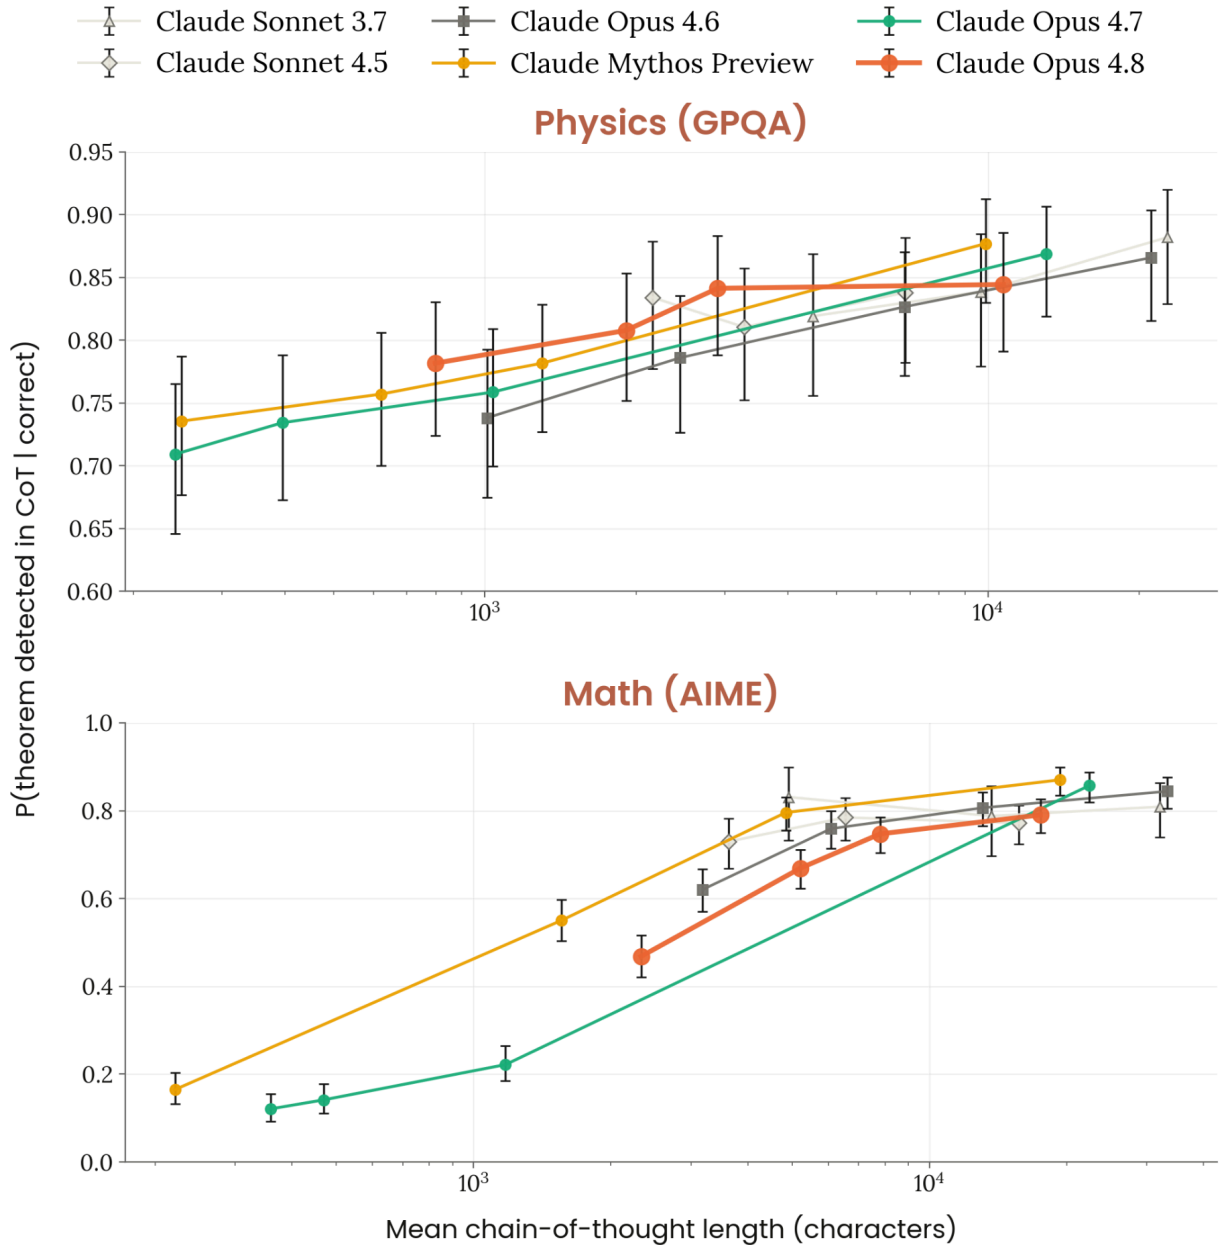 Claude Sonnet 3.7
Claude Opus 4.6
Claude Opus 4.7
Claude Sonnet 4.5
Claude Mythos Preview
Claude Opus 4.8
Physics (GPQA)
0.95
0.90
0.85
0.80
0.75
0.70
0.65
0.60
10³
10⁴
P(theorem detected in CoT | correct)
Math (AIME)
1.0
0.8
0.6
0.4
0.2
0.0
10³
10⁴
Mean chain-of-thought length (characters)